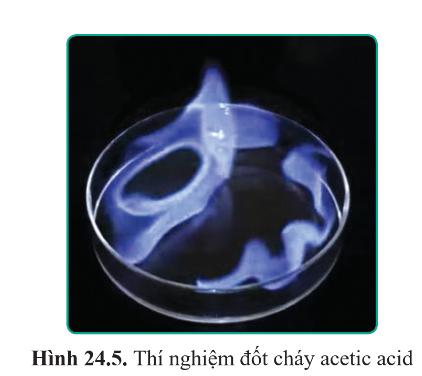 Hình 24.5. Thí nghiệm đốt cháy acetic acid